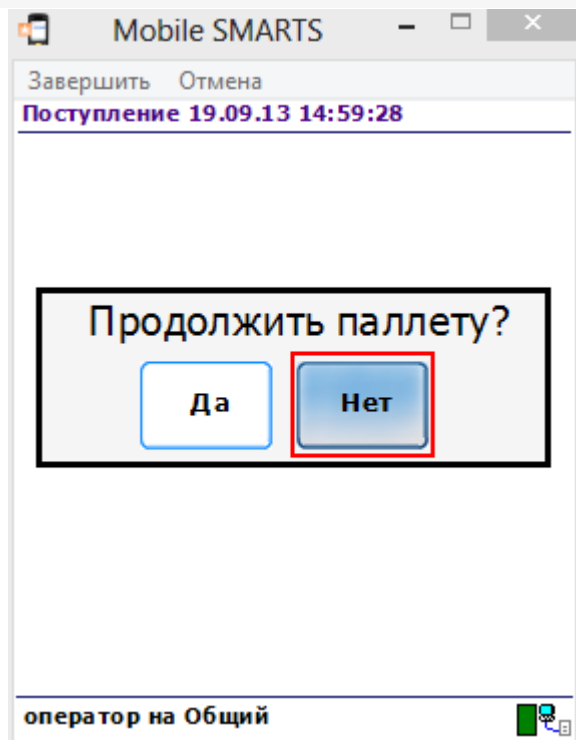 Mobile SMARTS
Завершить Отмена
Поступление 19.09.13 14:59:28
Продолжить паллету?
Да Нет
оператор на Общий